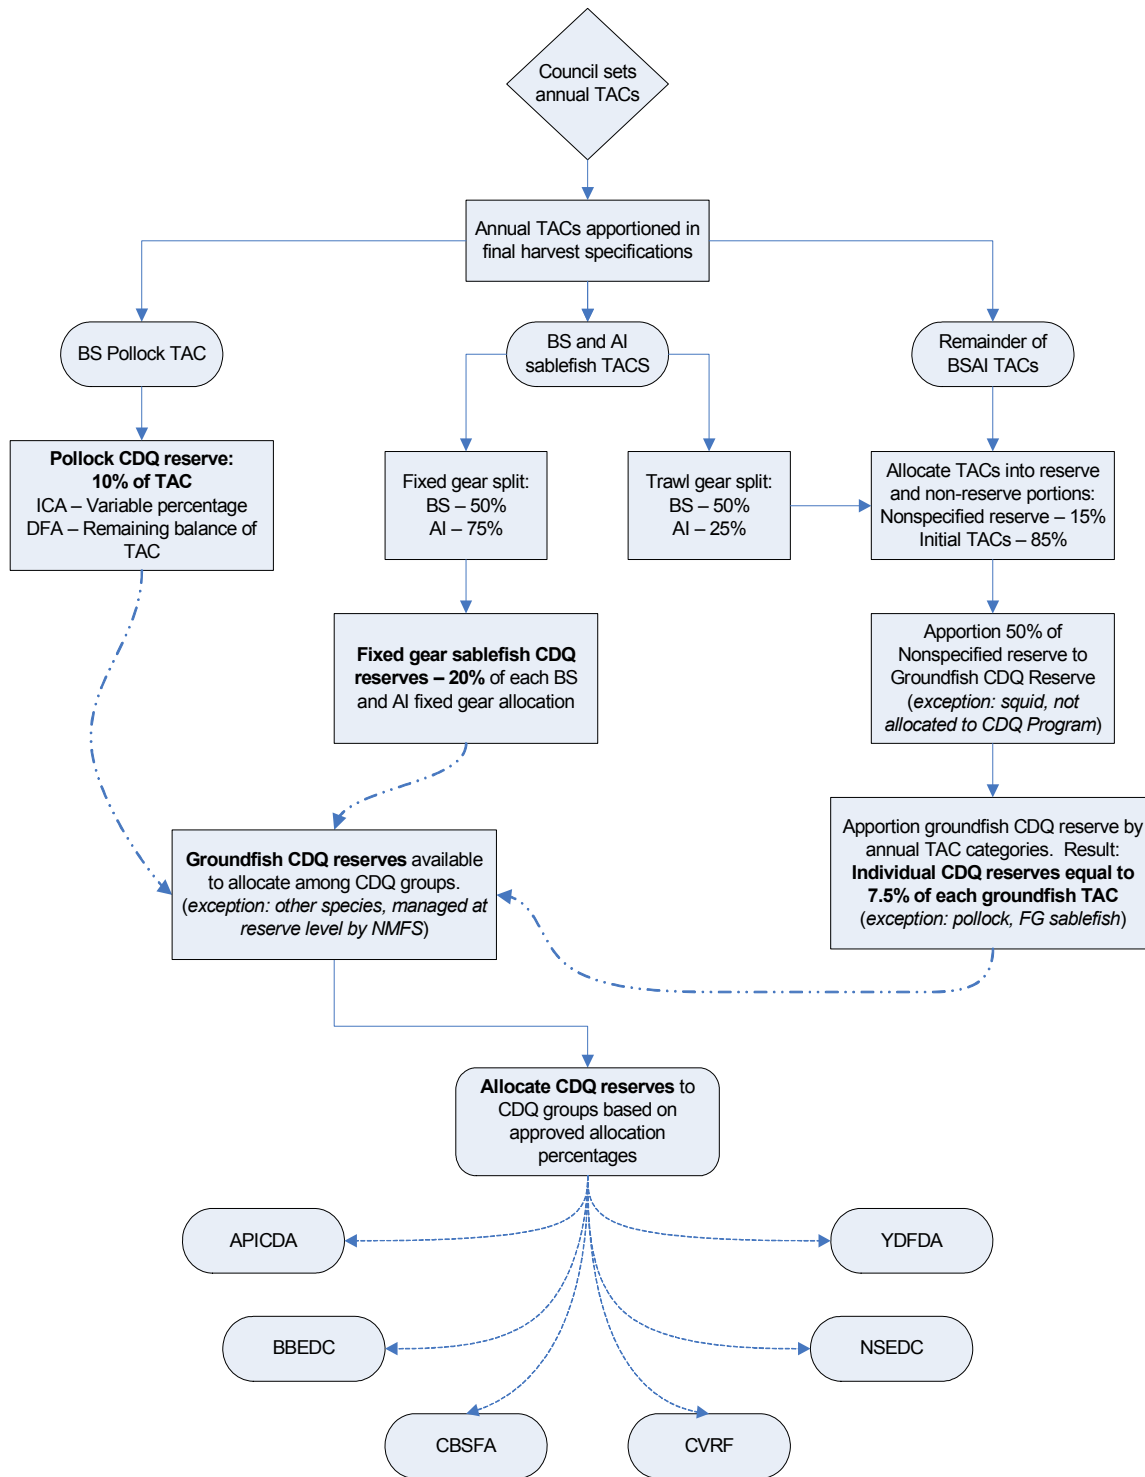 Council sets
annual TACs
Annual TACs apportioned in
final harvest specifications
BS Pollock TAC
BS and AI
sablefish TACS
Remainder of
BSAI TACs
Pollock CDQ reserve:
10% of TAC
ICA – Variable percentage
DFA – Remaining balance of
TAC
Fixed gear split:
BS – 50%
AI – 75%
Trawl gear split:
BS – 50%
AI – 25%
Allocate TACs into reserve
and non-reserve portions:
Nonspecified reserve – 15%
Initial TACs – 85%
Fixed gear sablefish CDQ
reserves – 20% of each BS
and AI fixed gear allocation
Apportion 50% of
Nonspecified reserve to
Groundfish CDQ Reserve
(exception: squid, not
allocated to CDQ Program)
Groundfish CDQ reserves available
to allocate among CDQ groups.
(exception: other species, managed at
reserve level by NMFS)
Apportion groundfish CDQ reserve by
annual TAC categories. Result:
Individual CDQ reserves equal to
7.5% of each groundfish TAC
(exception: pollock, FG sablefish)
Allocate CDQ reserves to
CDQ groups based on
approved allocation
percentages
APICDA
YDFDA
BBEDC
NSEDC
CBSFA
CVRF